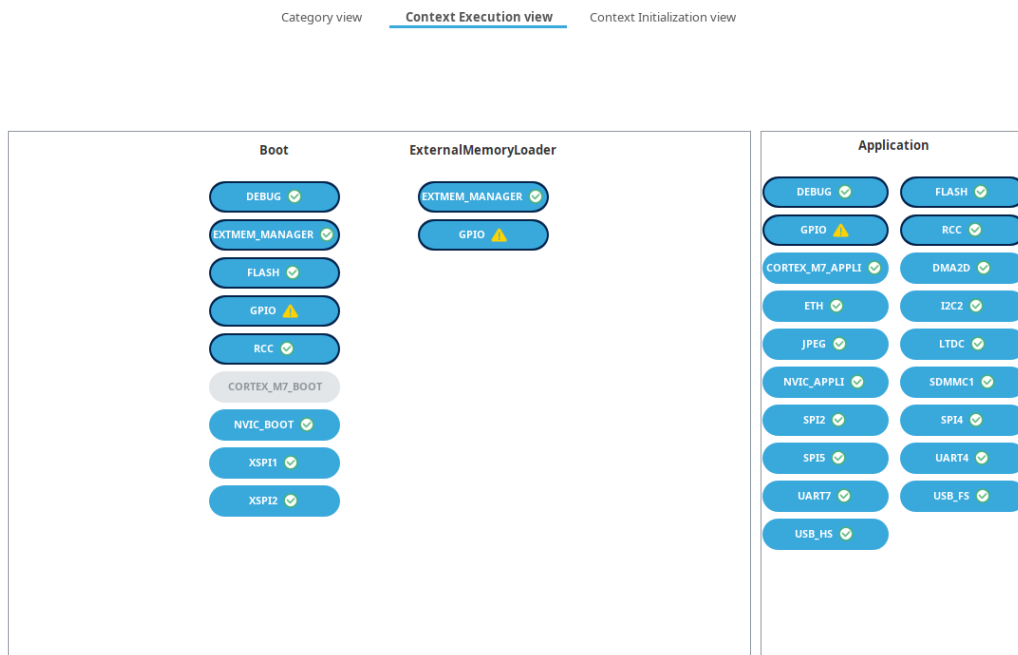 Category view
Context Execution view
Context Initialization view
Boot
DEBUG
EXTMEM_MANAGER
FLASH
GPIO
RCC
CORTEX_M7_BOOT
NVIC_BOOT
XSPI1
XSPI2
ExternalMemoryLoader
EXTMEM_MANAGER
GPIO
Application
DEBUG
FLASH
GPIO
RCC
CORTEX_M7_APPLI
DMA2D
ETH
I2C2
JPEG
LTDC
NVIC_APPLI
SDMMC1
SPI2
SPI4
SPI5
UART4
UART7
USB_FS
USB_HS